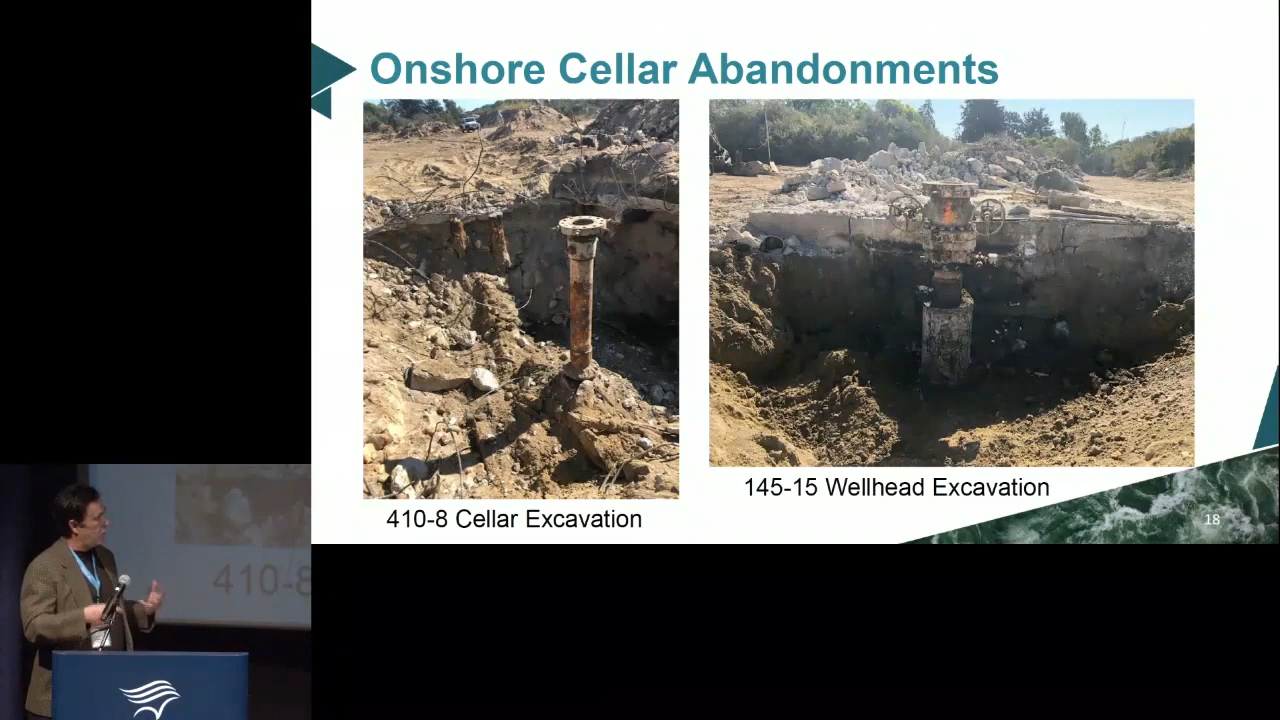 Onshore Cellar Abandonments
145-15 Wellhead Excavation
410-8 Cellar Excavation
18
410-8